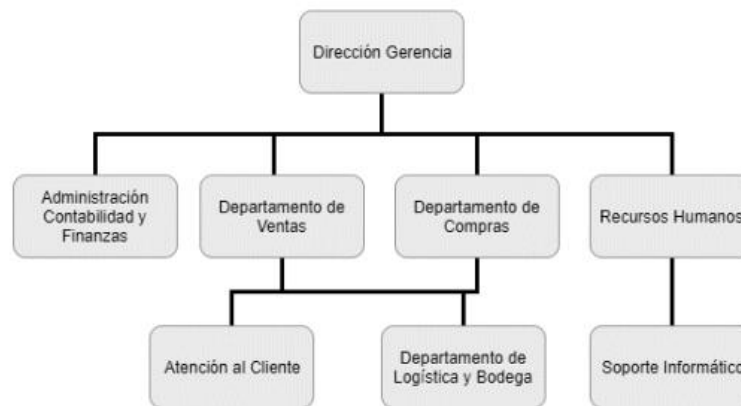 Dirección Gerencia
Administración
Contabilidad y
Finanzas
Departamento de
Ventas
Departamento de
Compras
Recursos Humanos
Atención al Cliente
Departamento de
Logística y Bodega
Soporte Informático